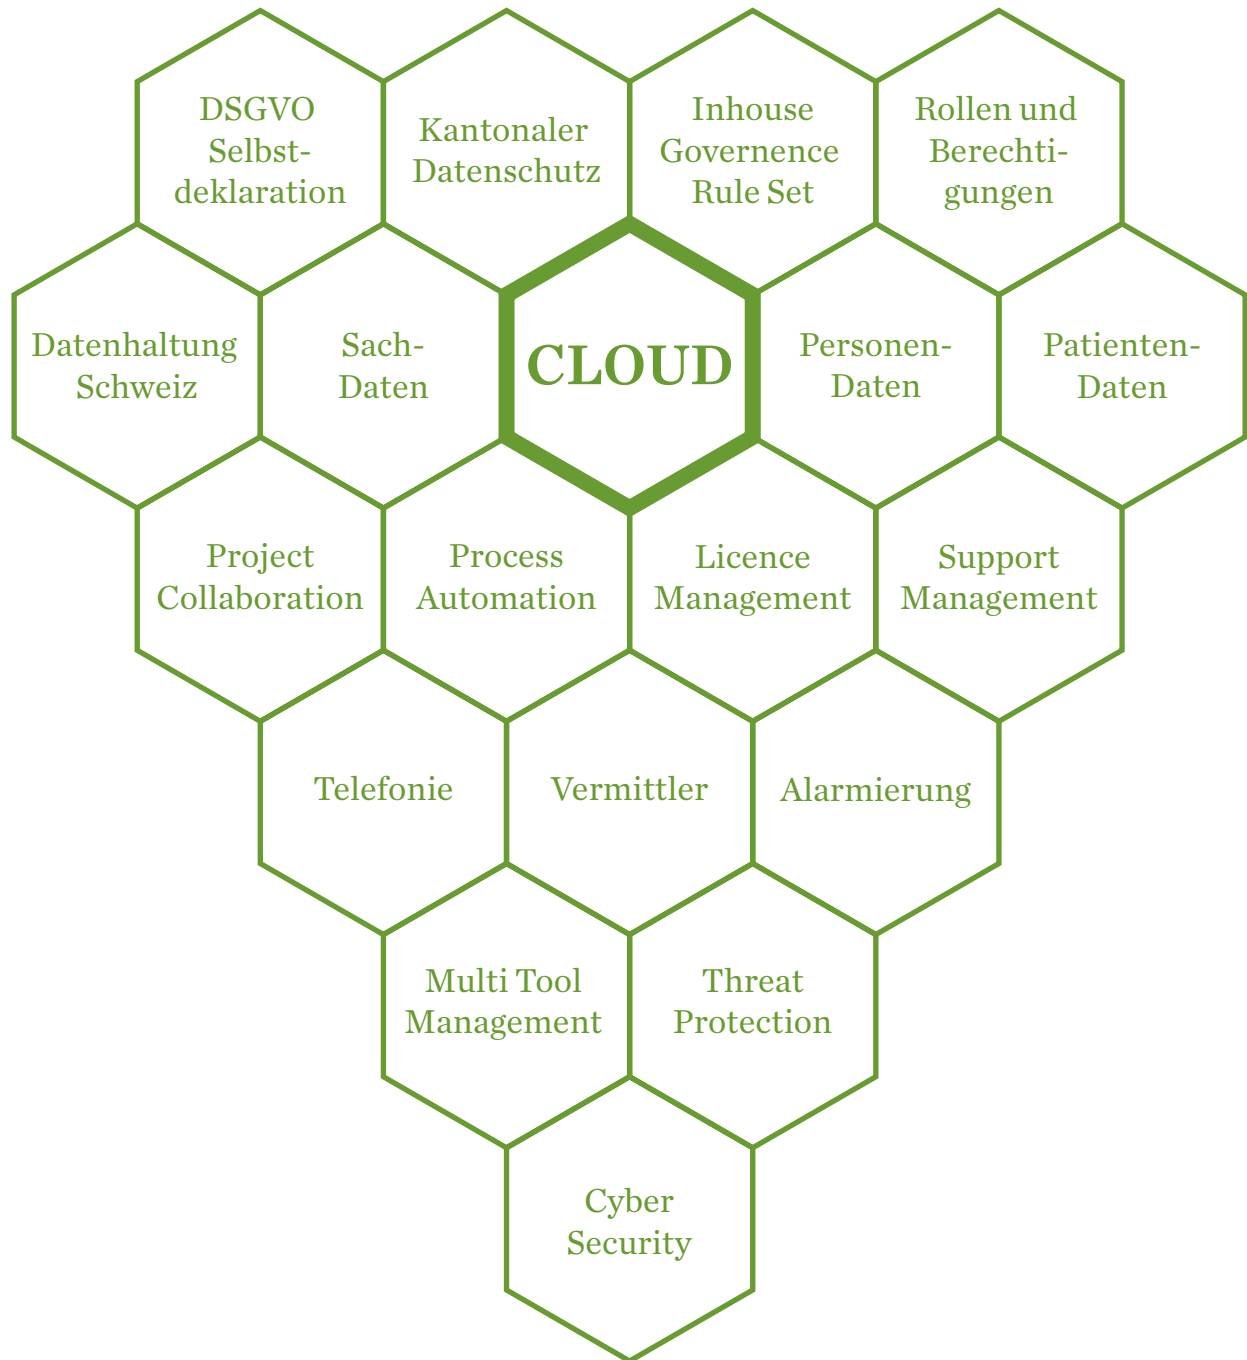 DSGVO
Selbst-
deklaration
Kantonaler
Datenschutz
Inhouse
Governence
Rule Set
Rollen und
Berechti-
gungen
Datenhaltung
Schweiz
Sach-
Daten
CLOUD
Personen-
Daten
Patienten-
Daten
Project
Collaboration
Process
Automation
Licence
Management
Support
Management
Telefonie
Vermittler
Alarmierung
Multi Tool
Management
Threat
Protection
Cyber
Security